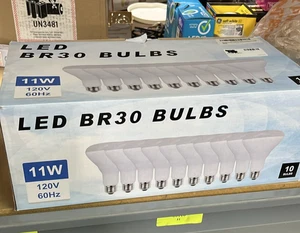 UN3481
LED
BR30 BULBS
11W
120V
60Hz
LED BR30 BULBS
11W
120V
60Hz
10